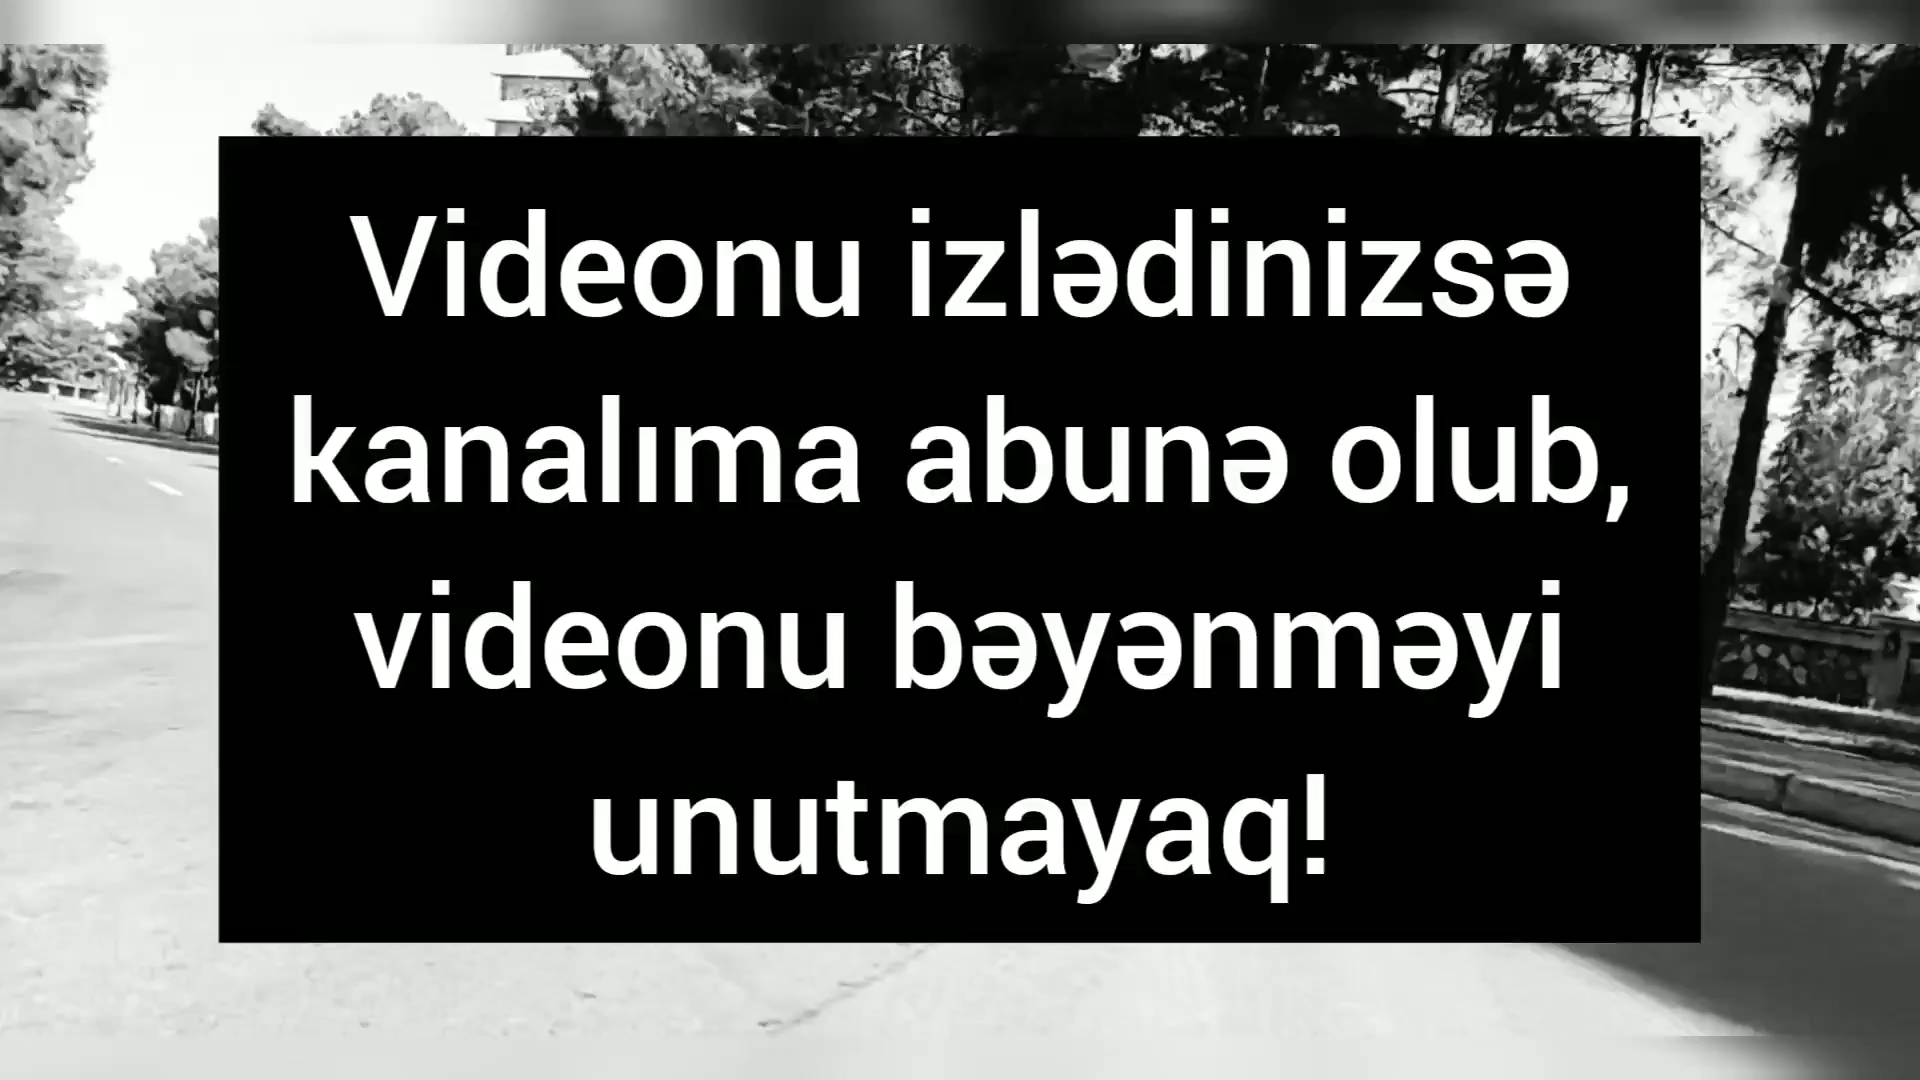 Videonu izlədinizsə
kanalıma abunə olub,
videonu bəyənməyi
unutmayaq!